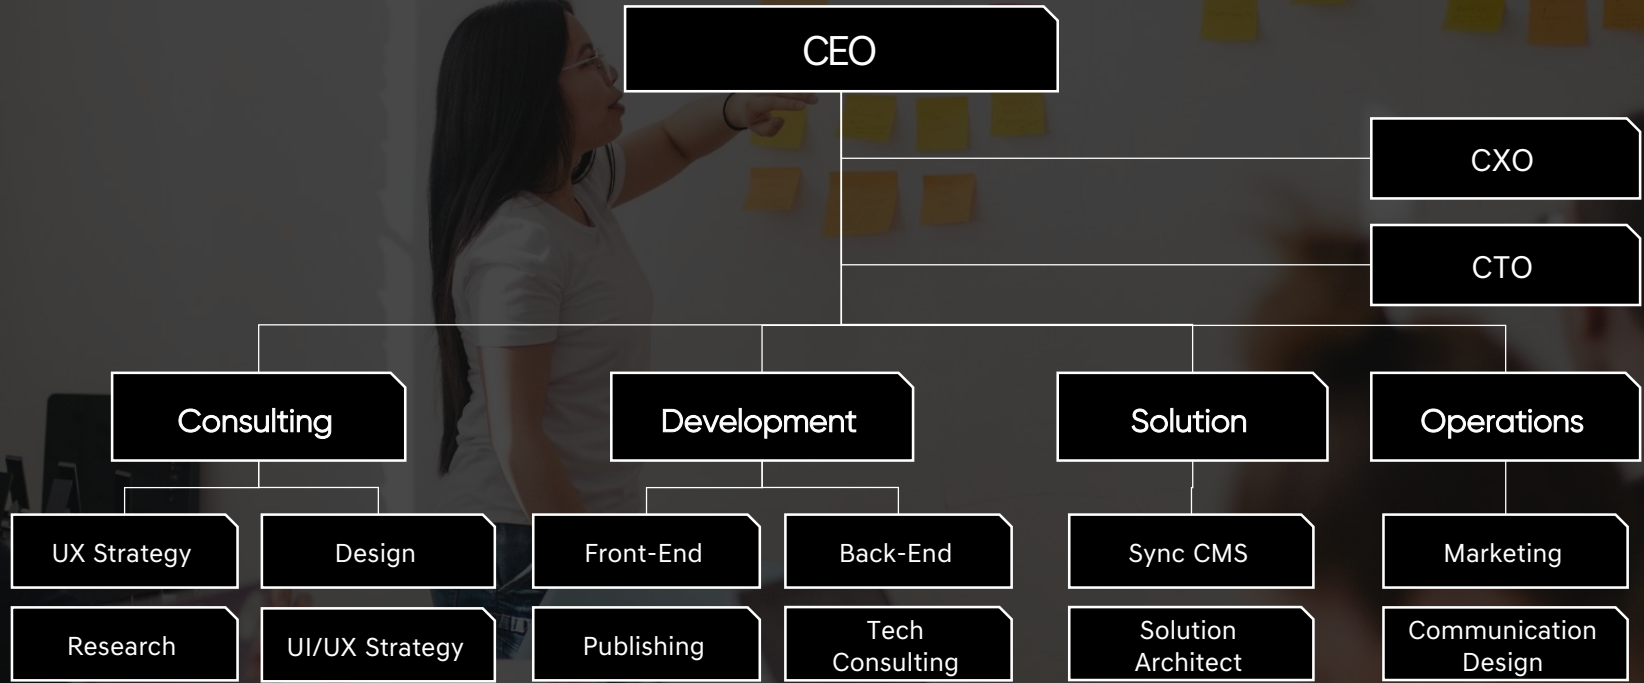 CEO
CXO
CTO
Consulting
Development
Solution
Operations
UX Strategy
Design
Front-End
Back-End
Sync CMS
Marketing
Research
UI/UX Strategy
Publishing
Tech
Consulting
Solution
Architect
Communication
Design